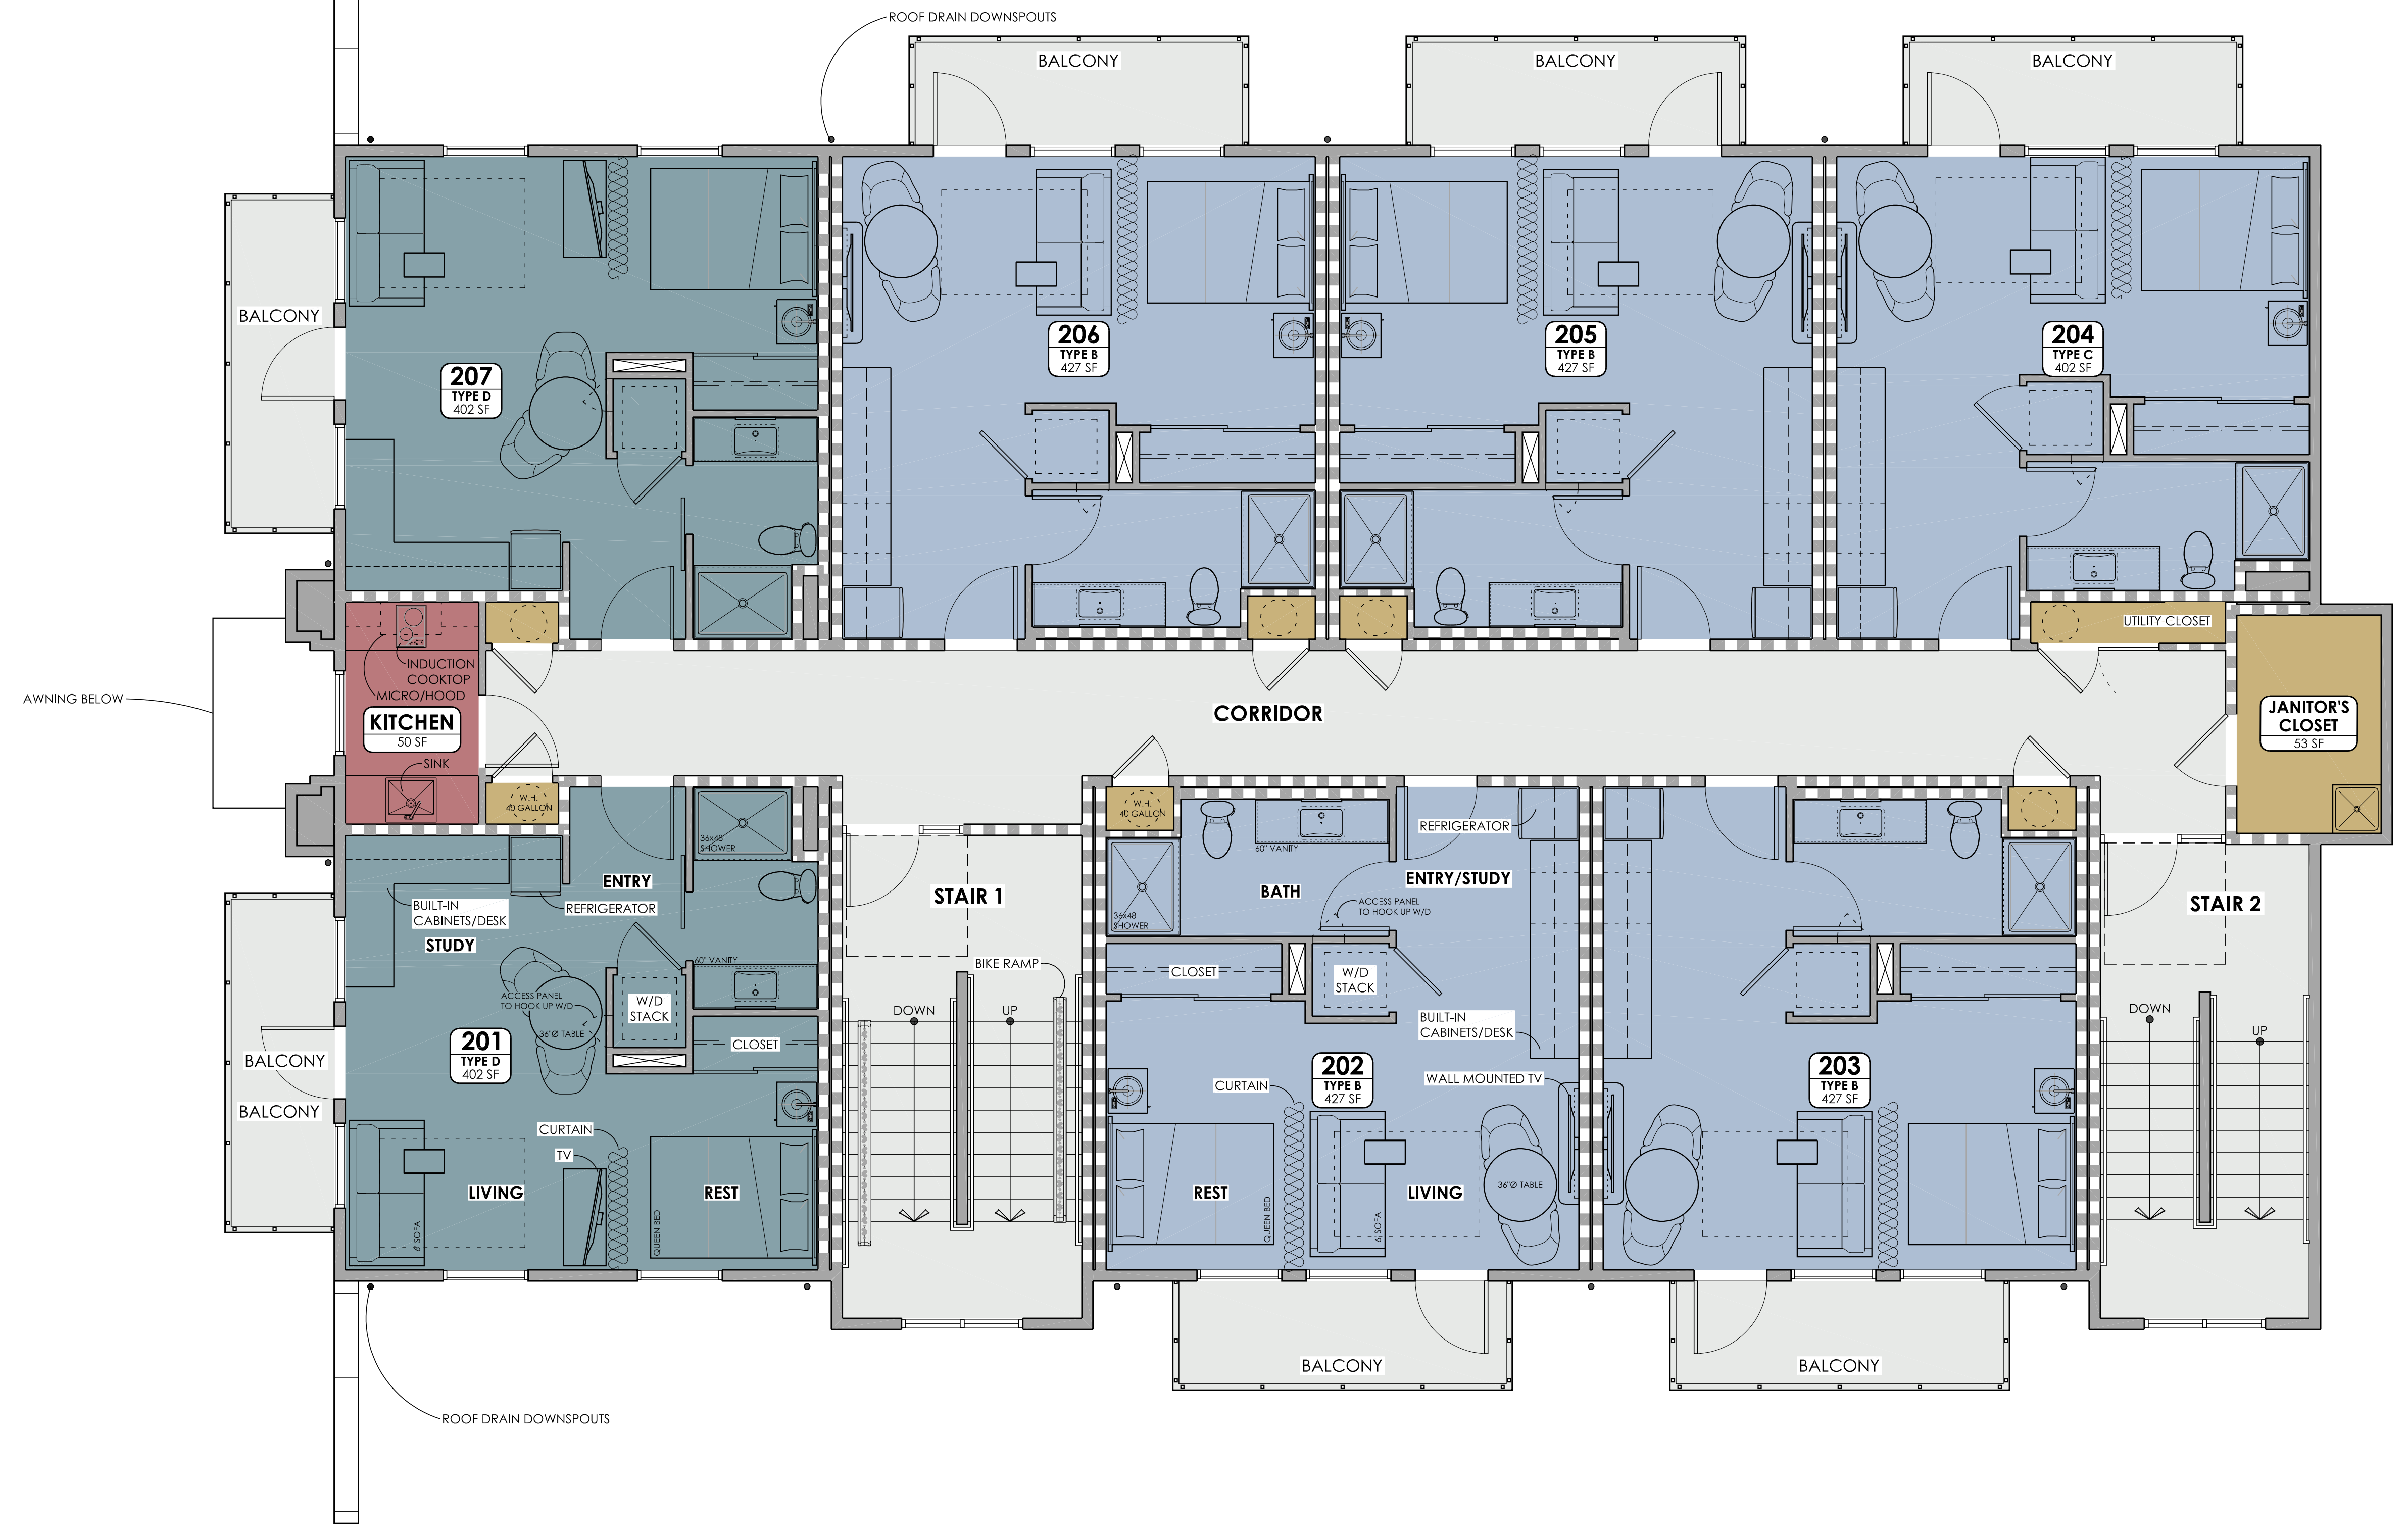 ROOF DRAIN DOWNSPOUTS
BALCONY
BALCONY
BALCONY
BALCONY
207
TYPE D
402 SF
206
TYPE B
427 SF
205
TYPE B
427 SF
204
TYPE C
402 SF
INDUCTION
COOKTOP
MICRO/HOOD
AWNING BELOW
KITCHEN
50 SF
SINK
CORRIDOR
UTILITY CLOSET
JANITOR'S
CLOSET
53 SF
W.H.
40 GALLON
36x48
SHOWER
ENTRY
BUILT-IN
CABINETS/DESK
REFRIGERATOR
STUDY
60" VANITY
ACCESS PANEL
TO HOOK UP W/D
W/D
STACK
36"Ø TABLE
201
TYPE D
402 SF
CLOSET
BALCONY
BALCONY
CURTAIN
TV
LIVING
REST
6' SOFA
QUEEN BED
STAIR 1
BIKE RAMP
DOWN
UP
W.H.
40 GALLON
REFRIGERATOR
60" VANITY
BATH
ENTRY/STUDY
36x48
SHOWER
ACCESS PANEL
TO HOOK UP W/D
CLOSET
W/D
STACK
BUILT-IN
CABINETS/DESK
202
TYPE B
427 SF
CURTAIN
WALL MOUNTED TV
REST
QUEEN BED
6' SOFA
LIVING
36"Ø TABLE
203
TYPE B
427 SF
STAIR 2
DOWN
UP
BALCONY
BALCONY
ROOF DRAIN DOWNSPOUTS